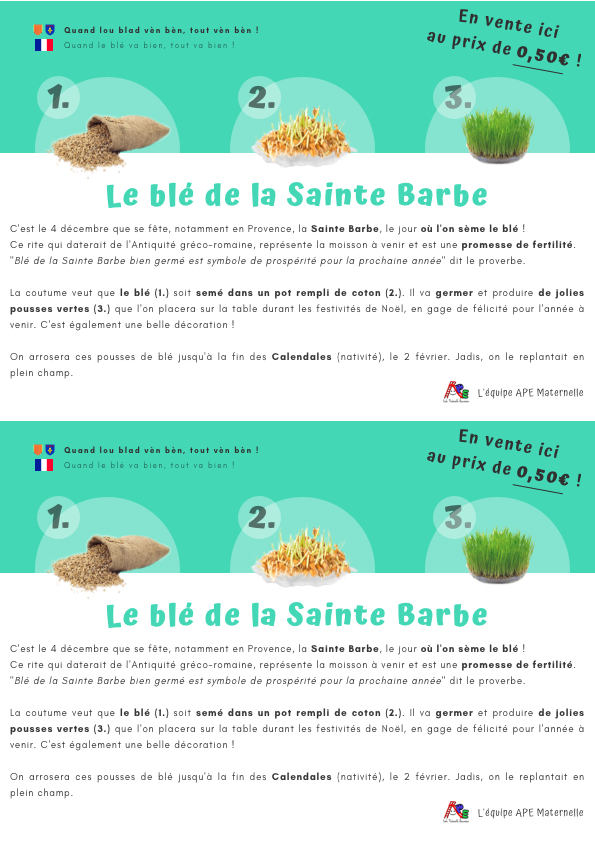 Quand lou blad vèn bèn, tout vèn bèn !
Quand le blé va bien, tout va bien !
En vente ici
au prix de 0,50€ !
1.
2.
3.
Le blé de la Sainte Barbe
C'est le 4 décembre que se fête, notamment en Provence, la Sainte Barbe, le jour où l'on sème le blé !
Ce rite qui daterait de l'Antiquité gréco-romaine, représente la moisson à venir et est une promesse de fertilité.
"Blé de la Sainte Barbe bien germé est symbole de prospérité pour la prochaine année" dit le proverbe.
La coutume veut que le blé (1.) soit semé dans un pot rempli de coton (2.). Il va germer et produire de jolies
pousses vertes (3.) que l'on placera sur la table durant les festivités de Noël, en gage de félicité pour l'année à
venir. C'est également une belle décoration !
On arrosera ces pousses de blé jusqu'à la fin des Calendales (nativité), le 2 février. Jadis, on le replantait en
plein champ.
APE
L'équipe APE Maternelle
Quand lou blad vèn bèn, tout vèn bèn !
Quand le blé va bien, tout va bien !
En vente ici
au prix de 0,50€ !
1.
2.
3.
Le blé de la Sainte Barbe
C'est le 4 décembre que se fête, notamment en Provence, la Sainte Barbe, le jour où l'on sème le blé !
Ce rite qui daterait de l'Antiquité gréco-romaine, représente la moisson à venir et est une promesse de fertilité.
"Blé de la Sainte Barbe bien germé est symbole de prospérité pour la prochaine année" dit le proverbe.
La coutume veut que le blé (1.) soit semé dans un pot rempli de coton (2.). Il va germer et produire de jolies
pousses vertes (3.) que l'on placera sur la table durant les festivités de Noël, en gage de félicité pour l'année à
venir. C'est également une belle décoration !
On arrosera ces pousses de blé jusqu'à la fin des Calendales (nativité), le 2 février. Jadis, on le replantait en
plein champ.
APE
L'équipe APE Maternelle